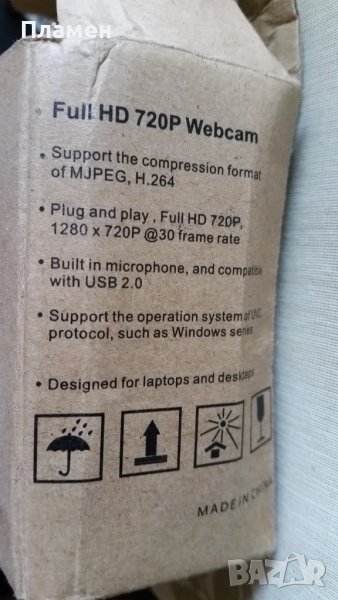 Пламен
Full HD 720P Webcam
• Support the compression format
of MJPEG, H.264
• Plug and play , Full HD 720P,
1280 x 720P @30 frame rate
• Built in microphone, and compatible
with USB 2.0
• Support the operation system of UVC
protocol, such as Windows series
• Designed for laptops and desktops
MADE IN CHINA
BAZAR